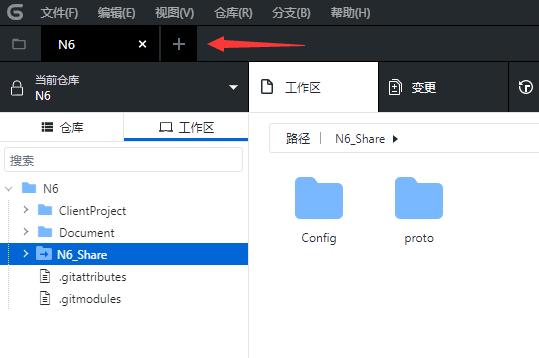 文件(F) 编辑(E) 视图(V) 仓库(R) 分支(B) 帮助(H)
N6
当前仓库
N6
工作区
变更
仓库
工作区
搜索
路径 N6_Share
N6
ClientProject
Document
N6_Share
.gitattributes
.gitmodules
Config
proto